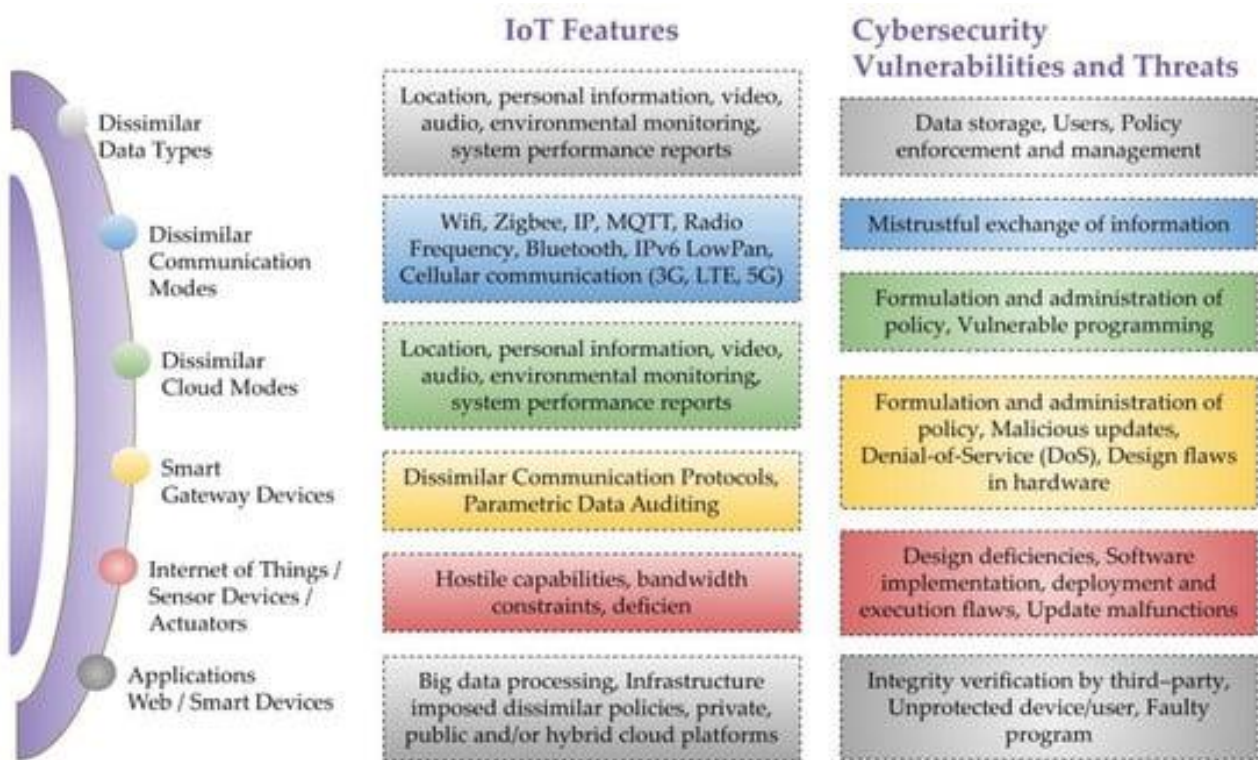 IoT Features
Cybersecurity
Vulnerabilities and Threats
Dissimilar
Data Types
Location, personal information, video,
audio, environmental monitoring,
system performance reports
Data storage, Users, Policy
enforcement and management
Dissimilar
Communication
Modes
Wifi, Zigbee, IP, MQTT, Radio
Frequency, Bluetooth, IPv6 LowPan,
Cellular communication (3G, LTE, 5G)
Mistrustful exchange of information
Dissimilar
Cloud Modes
Location, personal information, video,
audio, environmental monitoring,
system performance reports
Formulation and administration of
policy, Vulnerable programming
Smart
Gateway Devices
Dissimilar Communication Protocols,
Parametric Data Auditing
Formulation and administration of
policy, Malicious updates,
Denial-of-Service (DoS), Design flaws
in hardware
Internet of Things /
Sensor Devices /
Actuators
Hostile capabilities, bandwidth
constraints, deficien
Design deficiencies, Software
implementation, deployment and
execution flaws, Update malfunctions
Applications
Web / Smart Devices
Big data processing, Infrastructure
imposed dissimilar policies, private,
public and/or hybrid cloud platforms
Integrity verification by third–party,
Unprotected device/user, Faulty
program